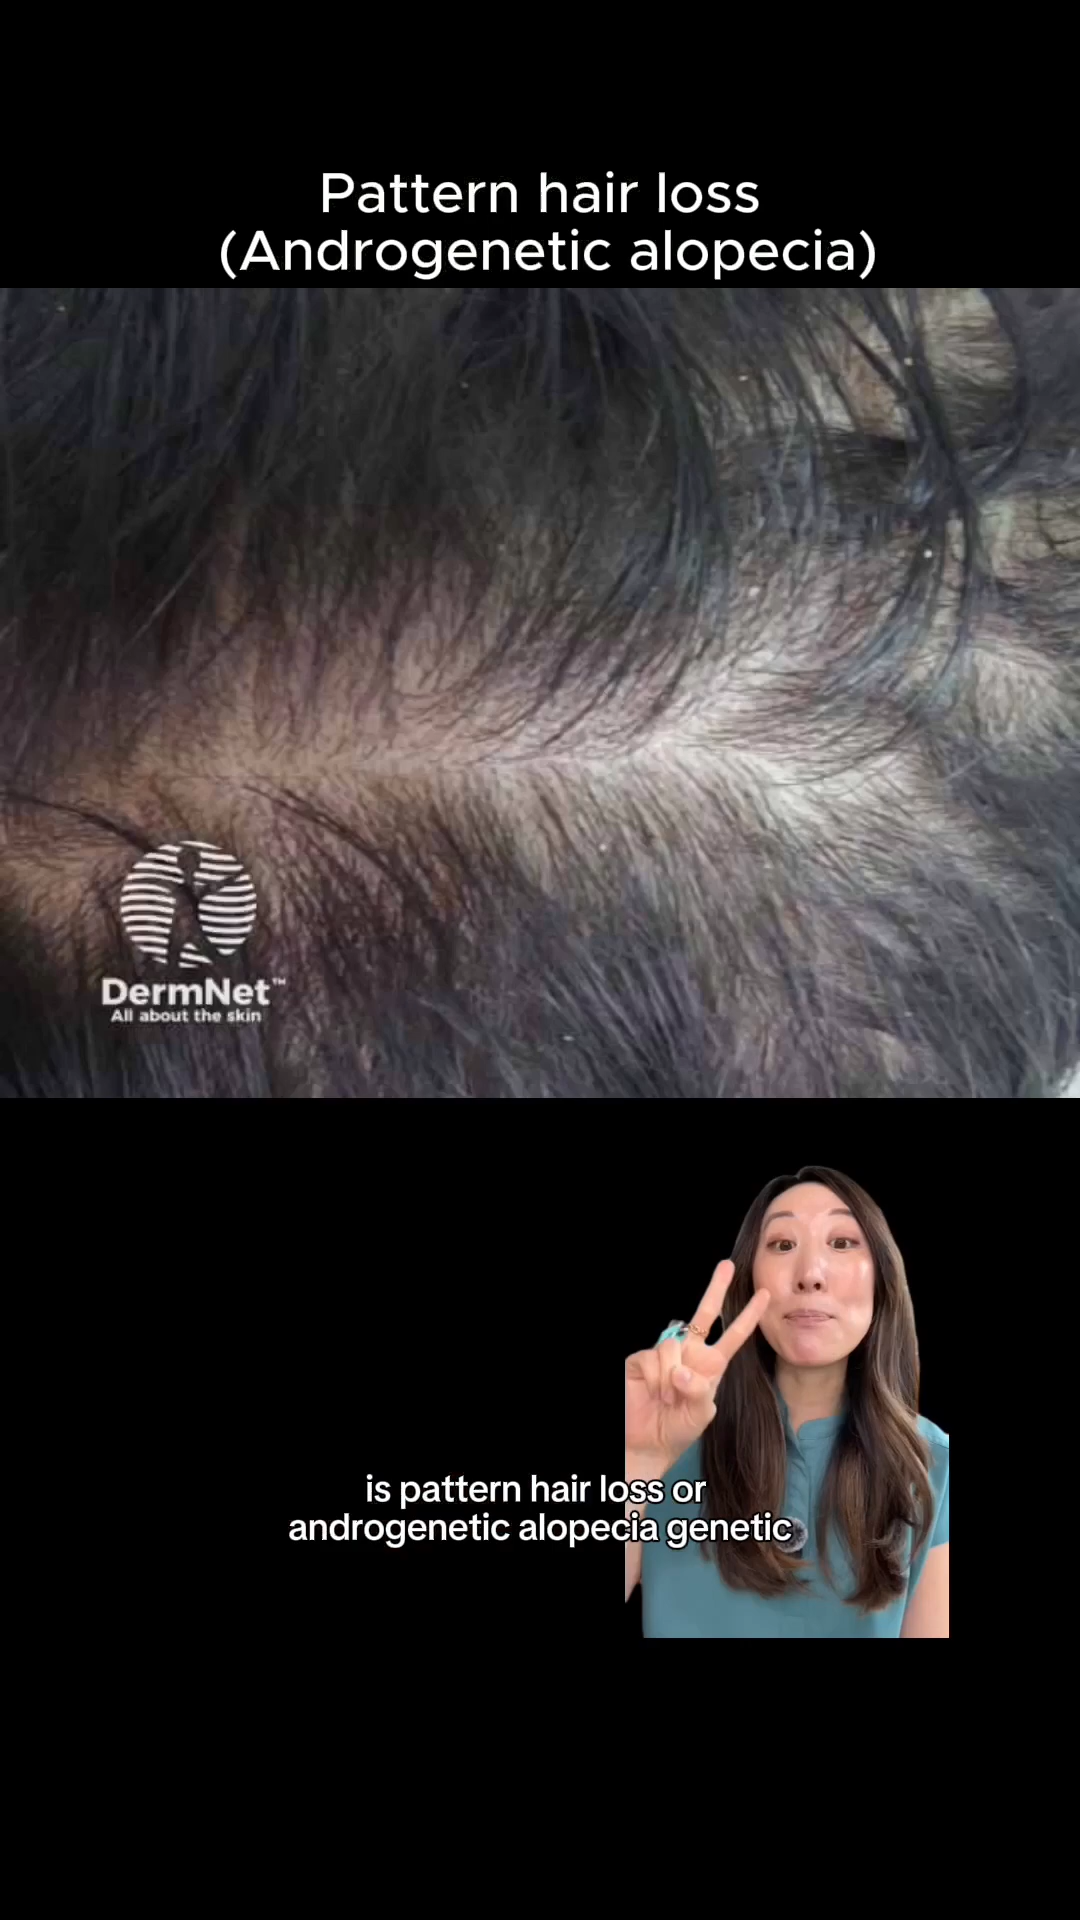 Pattern hair loss
(Androgenetic alopecia)
DermNet™
All about the skin
is pattern hair loss or
androgenetic alopecia genetic